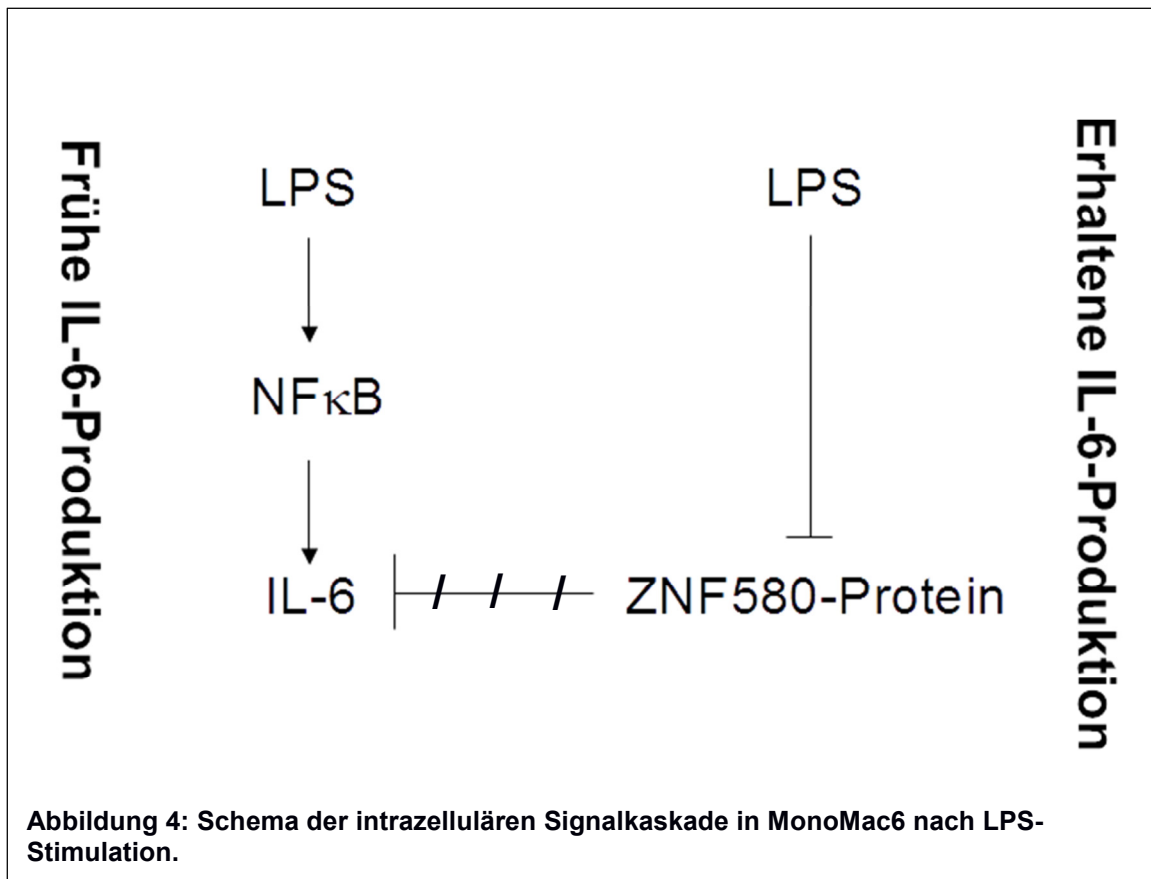 Frühe IL-6-Produktion
LPS
NFκB
IL-6
LPS
ZNF580-Protein
Erhaltene IL-6-Produktion
Abbildung 4: Schema der intrazellulären Signalkaskade in MonoMac6 nach LPS-
Stimulation.